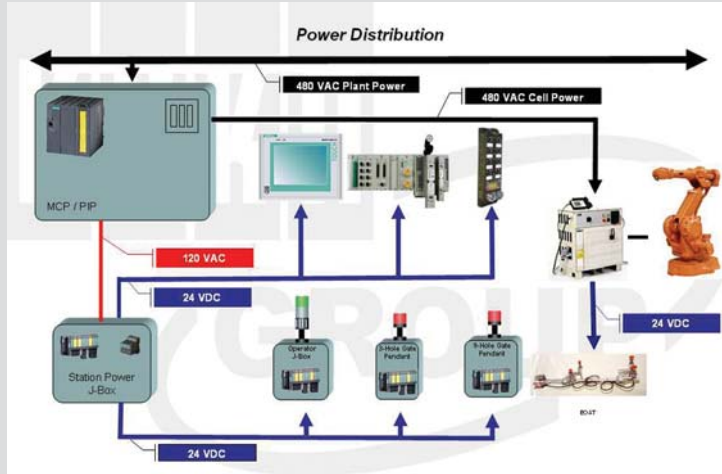 Power Distribution
480 VAC Plant Power
480 VAC Cell Power
MCP / PIP
120 VAC
24 VDC
24 VDC
Operator
J-Box
3-Hole Gate
Pendant
5-Hole Gate
Pendant
Station Power
J-Box
EOAT
24 VDC
GROUP